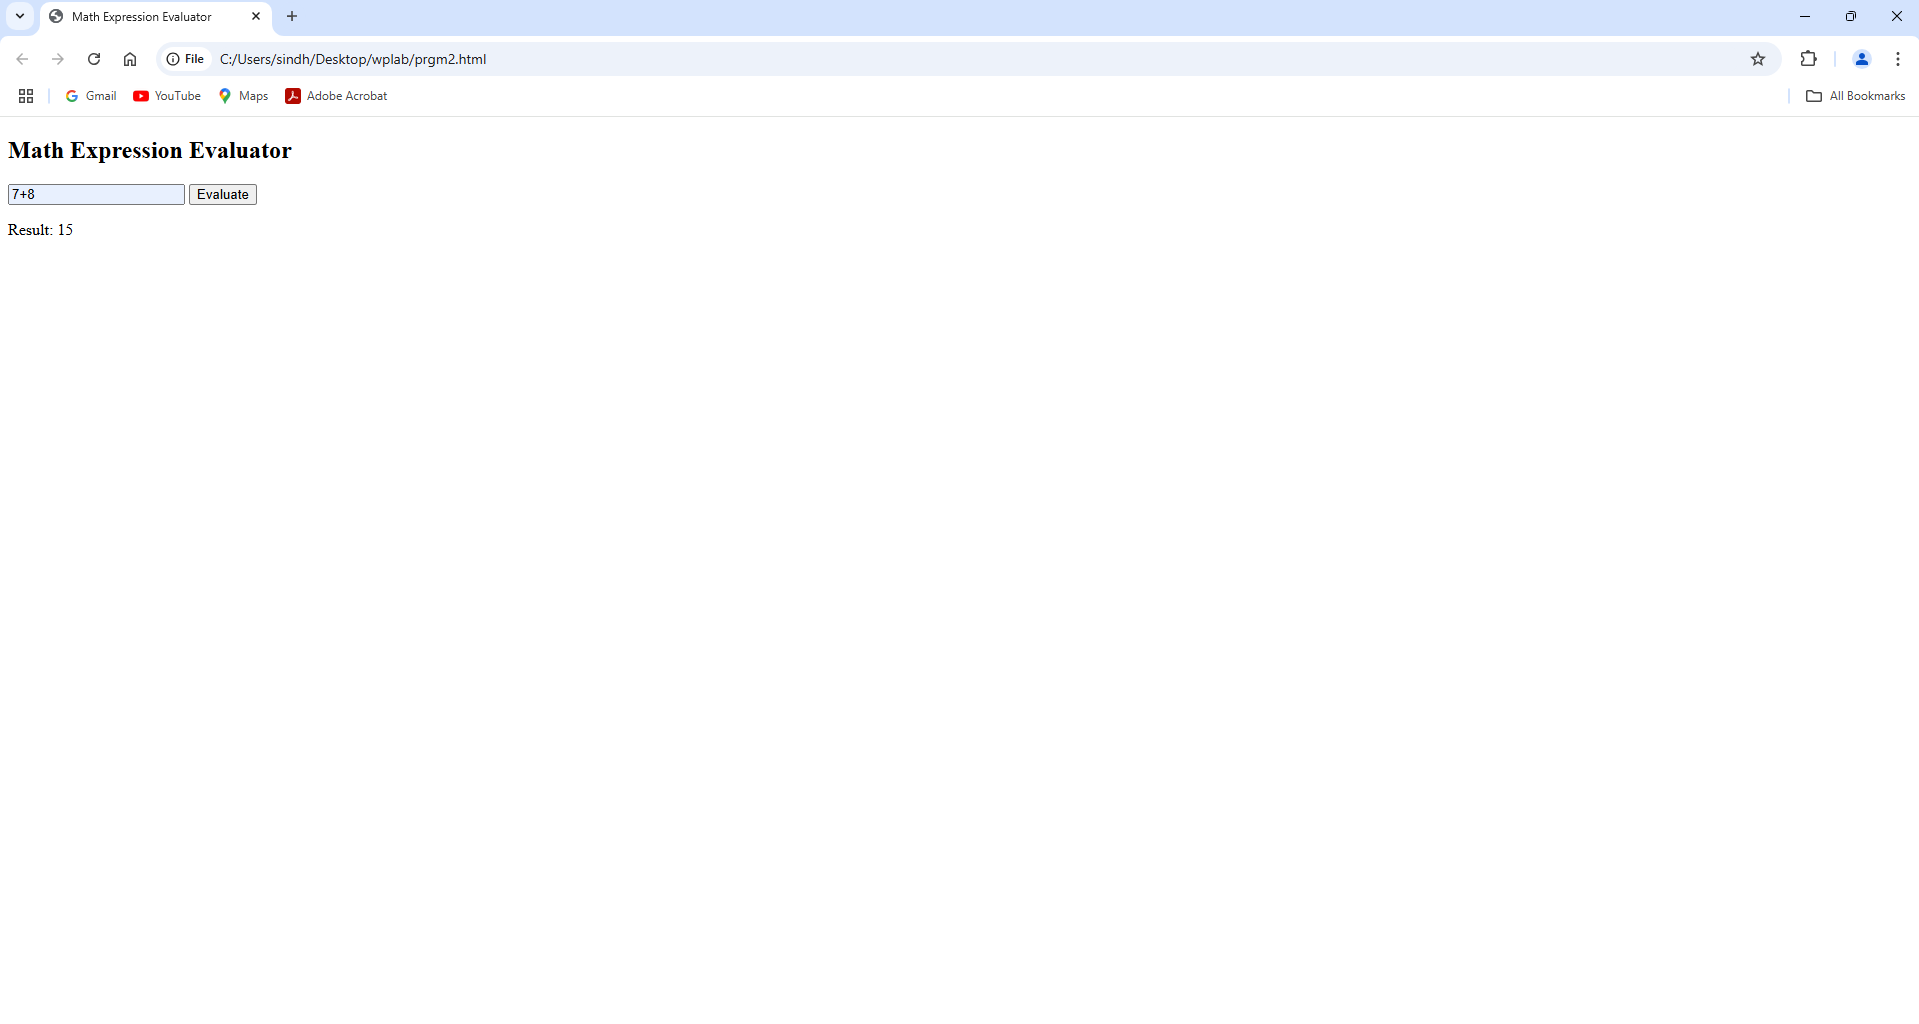 Math Expression Evaluator
File C:/Users/sindh/Desktop/wplab/prgm2.html
Gmail YouTube Maps Adobe Acrobat All Bookmarks
Math Expression Evaluator
7+8 Evaluate
Result: 15